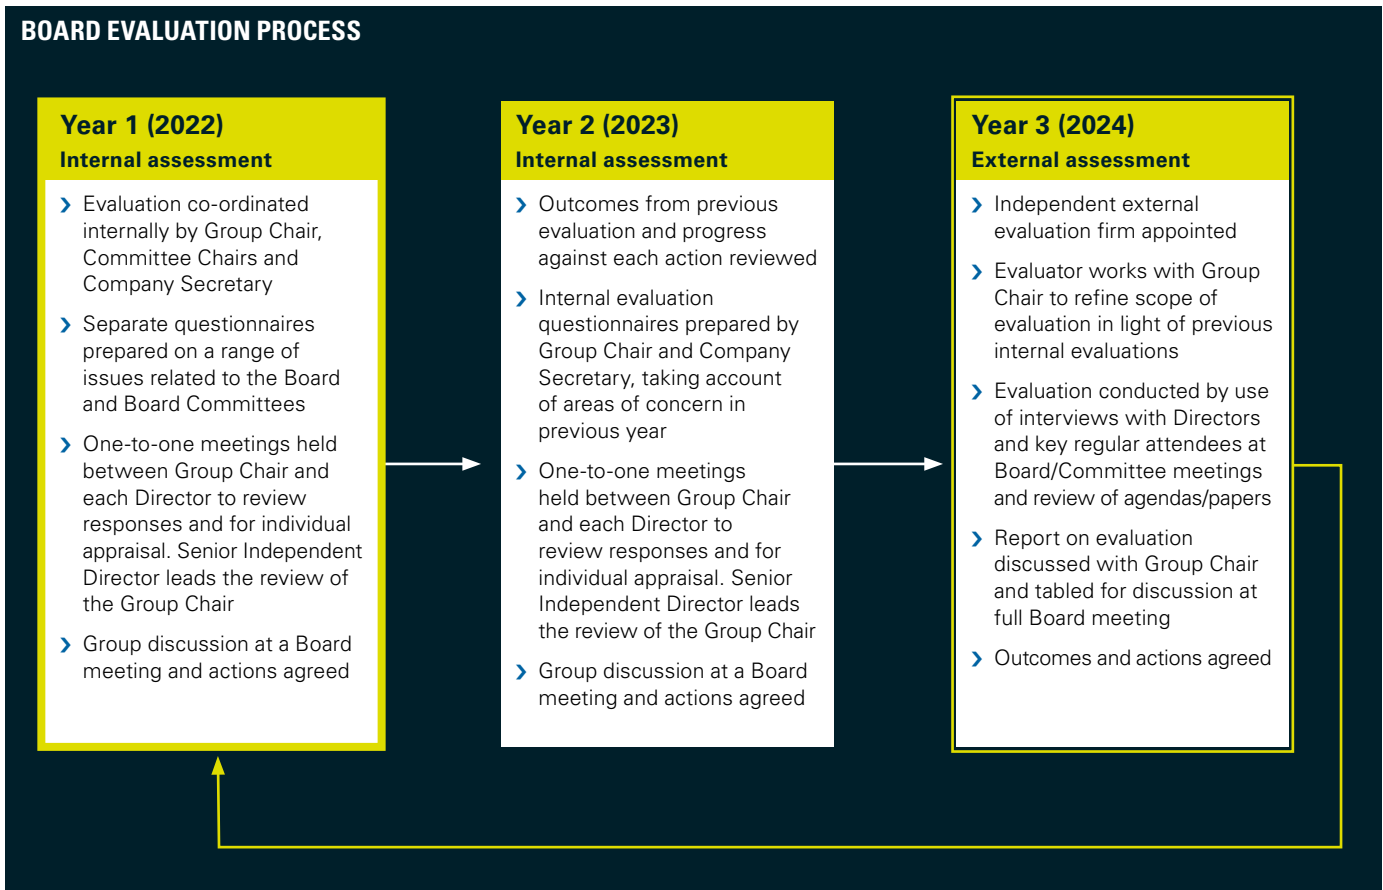 BOARD EVALUATION PROCESS
Year 1 (2022)
Internal assessment
› Evaluation co-ordinated
internally by Group Chair,
Committee Chairs and
Company Secretary
› Separate questionnaires
prepared on a range of
issues related to the Board
and Board Committees
› One-to-one meetings held
between Group Chair and
each Director to review
responses and for individual
appraisal. Senior Independent
Director leads the review of
the Group Chair
› Group discussion at a Board
meeting and actions agreed
Year 2 (2023)
Internal assessment
› Outcomes from previous
evaluation and progress
against each action reviewed
› Internal evaluation
questionnaires prepared by
Group Chair and Company
Secretary, taking account
of areas of concern in
previous year
› One-to-one meetings
held between Group Chair
and each Director to
review responses and for
individual appraisal. Senior
Independent Director leads
the review of the Group Chair
› Group discussion at a Board
meeting and actions agreed
Year 3 (2024)
External assessment
› Independent external
evaluation firm appointed
› Evaluator works with Group
Chair to refine scope of
evaluation in light of previous
internal evaluations
› Evaluation conducted by use
of interviews with Directors
and key regular attendees at
Board/Committee meetings
and review of agendas/papers
› Report on evaluation
discussed with Group Chair
and tabled for discussion at
full Board meeting
› Outcomes and actions agreed